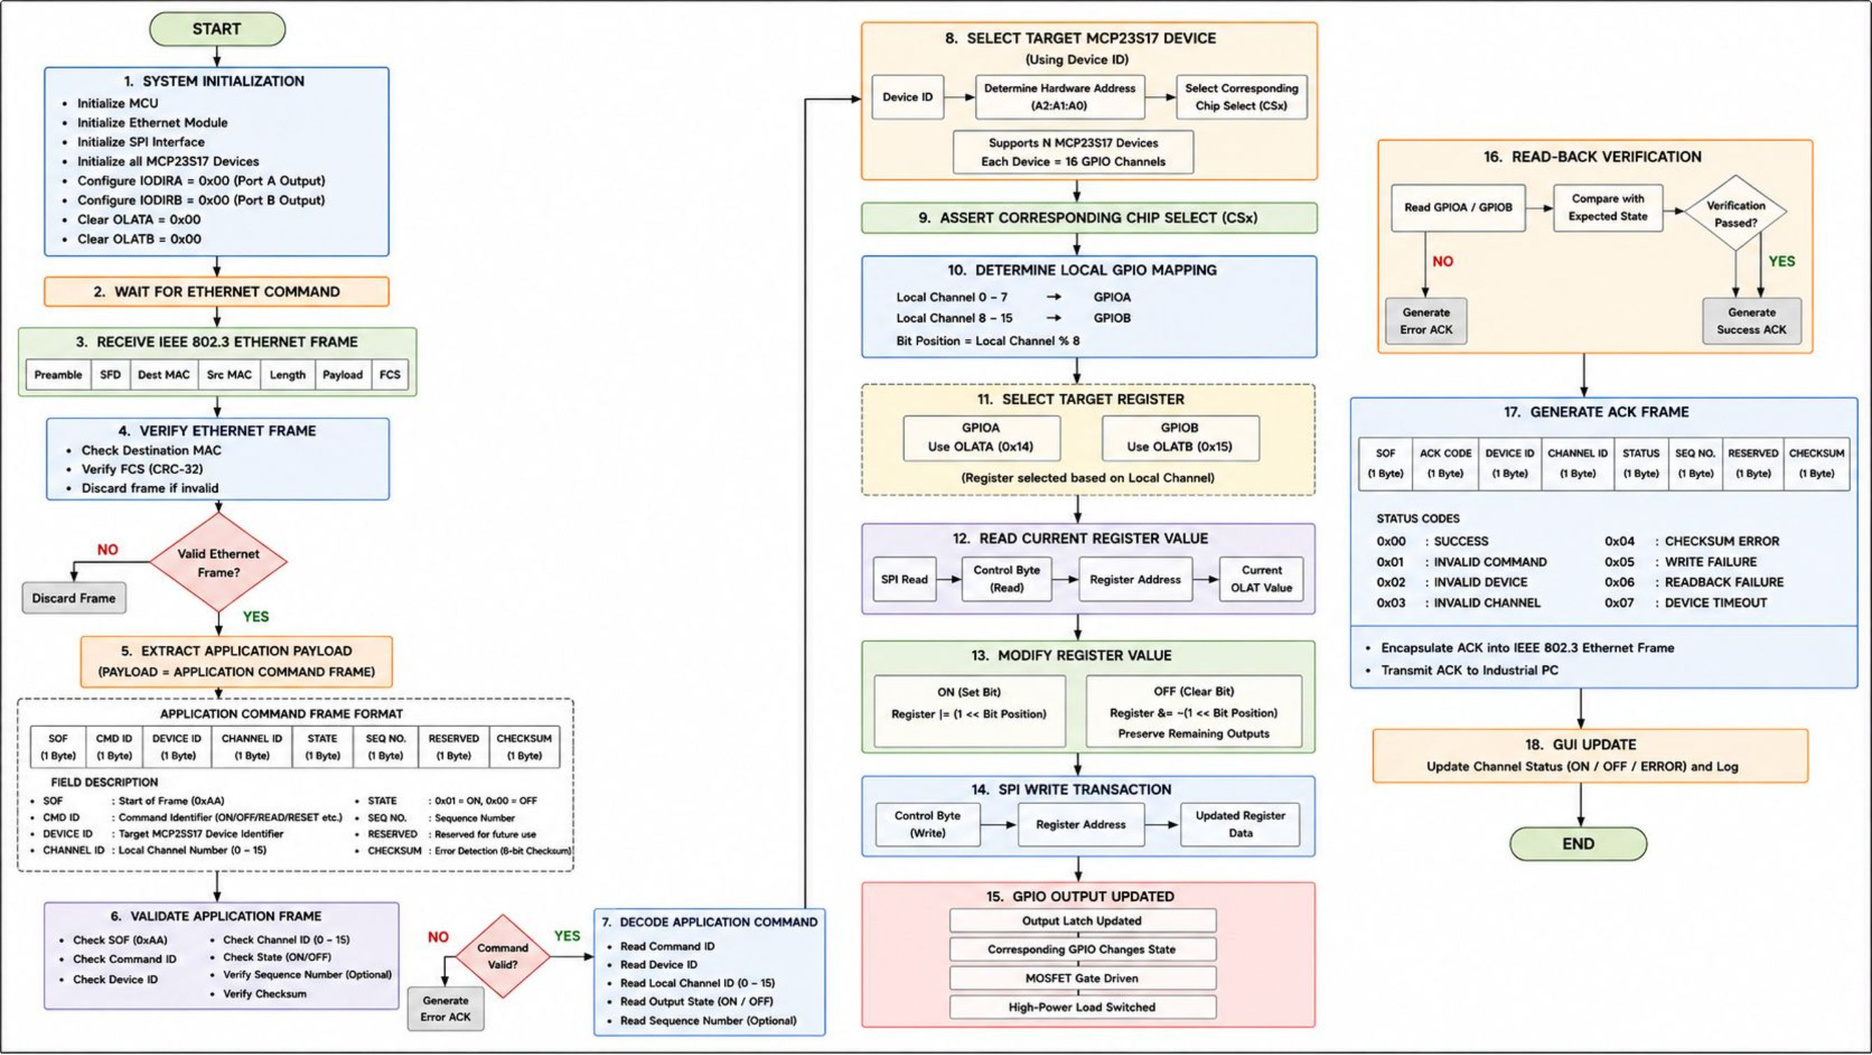 START
1. SYSTEM INITIALIZATION
• Initialize MCU
• Initialize Ethernet Module
• Initialize SPI Interface
• Initialize all MCP23S17 Devices
• Configure IODIRA = 0x00 (Port A Output)
• Configure IODIRB = 0x00 (Port B Output)
• Clear OLATA = 0x00
• Clear OLATB = 0x00
2. WAIT FOR ETHERNET COMMAND
3. RECEIVE IEEE 802.3 ETHERNET FRAME
Preamble SFD Dest MAC Src MAC Length Payload FCS
4. VERIFY ETHERNET FRAME
• Check Destination MAC
• Verify FCS (CRC-32)
• Discard frame if invalid
Valid Ethernet
Frame?
NO
Discard Frame
YES
5. EXTRACT APPLICATION PAYLOAD
(PAYLOAD = APPLICATION COMMAND FRAME)
APPLICATION COMMAND FRAME FORMAT
SOF CMD ID DEVICE ID CHANNEL ID STATE SEQ NO. RESERVED CHECKSUM
(1 Byte) (1 Byte) (1 Byte) (1 Byte) (1 Byte) (1 Byte) (1 Byte) (1 Byte)
FIELD DESCRIPTION
• SOF : Start of Frame (0xAA)
• CMD ID : Command Identifier (ON/OFF/READ/RESET etc.)
• DEVICE ID : Target MCP2SS17 Device Identifier
• CHANNEL ID : Local Channel Number (0 – 15)
• STATE : 0x01 = ON, 0x00 = OFF
• SEQ NO. : Sequence Number
• RESERVED : Reserved for future use
• CHECKSUM : Error Detection (8-bit Checksum)
6. VALIDATE APPLICATION FRAME
• Check SOF (0xAA)
• Check Command ID
• Check Device ID
• Check Channel ID (0 – 15)
• Check State (ON/OFF)
• Verify Sequence Number (Optional)
• Verify Checksum
Command
Valid?
NO
Generate
Error ACK
YES
7. DECODE APPLICATION COMMAND
• Read Command ID
• Read Device ID
• Read Local Channel ID (0 – 15)
• Read Output State (ON / OFF)
• Read Sequence Number (Optional)
8. SELECT TARGET MCP23S17 DEVICE
(Using Device ID)
Device ID
Determine Hardware Address
(A2:A1:A0)
Select Corresponding
Chip Select (CSx)
Supports N MCP23S17 Devices
Each Device = 16 GPIO Channels
9. ASSERT CORRESPONDING CHIP SELECT (CSx)
10. DETERMINE LOCAL GPIO MAPPING
Local Channel 0 – 7 → GPIOA
Local Channel 8 – 15 → GPIOB
Bit Position = Local Channel % 8
11. SELECT TARGET REGISTER
GPIOA
Use OLATA (0x14)
GPIOB
Use OLATB (0x15)
(Register selected based on Local Channel)
12. READ CURRENT REGISTER VALUE
SPI Read
Control Byte
(Read)
Register Address
Current
OLAT Value
13. MODIFY REGISTER VALUE
ON (Set Bit)
Register |= (1 << Bit Position)
OFF (Clear Bit)
Register &= ~(1 << Bit Position)
Preserve Remaining Outputs
14. SPI WRITE TRANSACTION
Control Byte
(Write)
Register Address
Updated Register
Data
15. GPIO OUTPUT UPDATED
Output Latch Updated
Corresponding GPIO Changes State
MOSFET Gate Driven
High-Power Load Switched
16. READ-BACK VERIFICATION
Read GPIOA / GPIOB
Compare with
Expected State
Verification
Passed?
NO
YES
Generate
Error ACK
Generate
Success ACK
17. GENERATE ACK FRAME
SOF ACK CODE DEVICE ID CHANNEL ID STATUS SEQ NO. RESERVED CHECKSUM
(1 Byte) (1 Byte) (1 Byte) (1 Byte) (1 Byte) (1 Byte) (1 Byte) (1 Byte)
STATUS CODES
0x00 : SUCCESS
0x01 : INVALID COMMAND
0x02 : INVALID DEVICE
0x03 : INVALID CHANNEL
0x04 : CHECKSUM ERROR
0x05 : WRITE FAILURE
0x06 : READBACK FAILURE
0x07 : DEVICE TIMEOUT
• Encapsulate ACK into IEEE 802.3 Ethernet Frame
• Transmit ACK to Industrial PC
18. GUI UPDATE
Update Channel Status (ON / OFF / ERROR) and Log
END